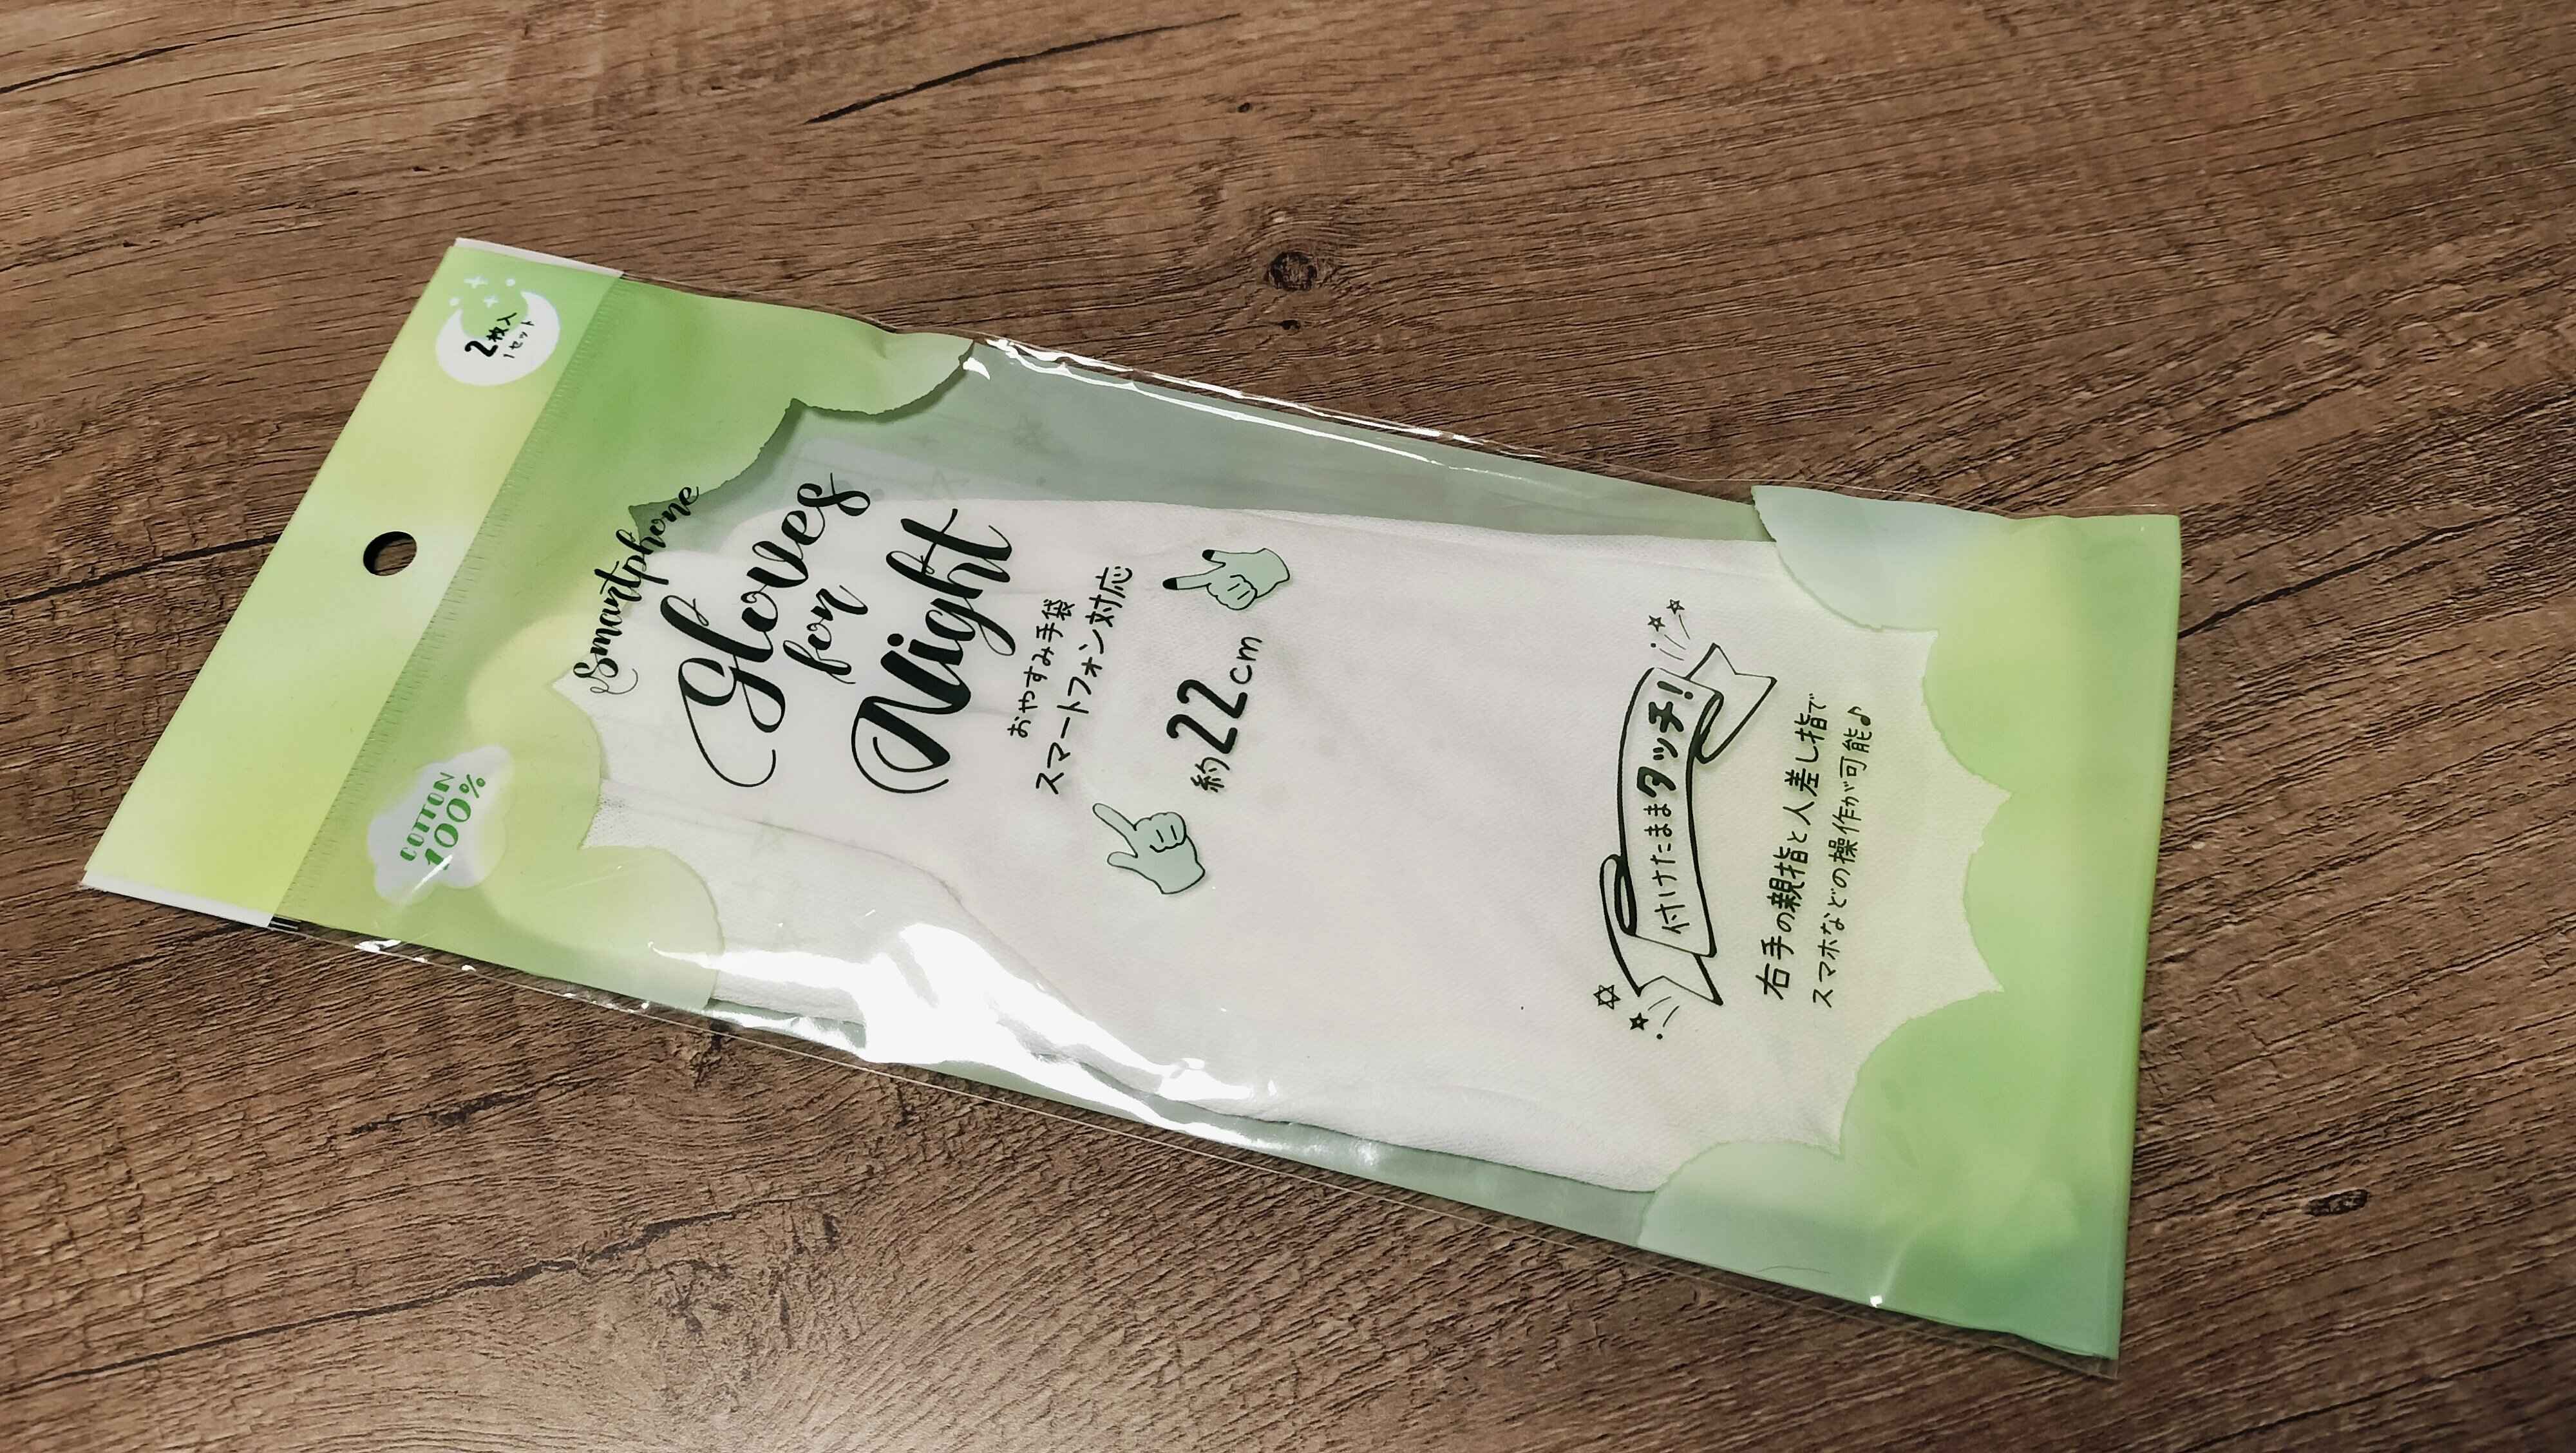 2枚入
1セット
COTTON
100%
Smartphone
Gloves
for
Night
おやすみ手袋
スマートフォン対応
約22cm
付けたままタッチ!
右手の親指と人差し指で
スマホなどの操作が可能♪